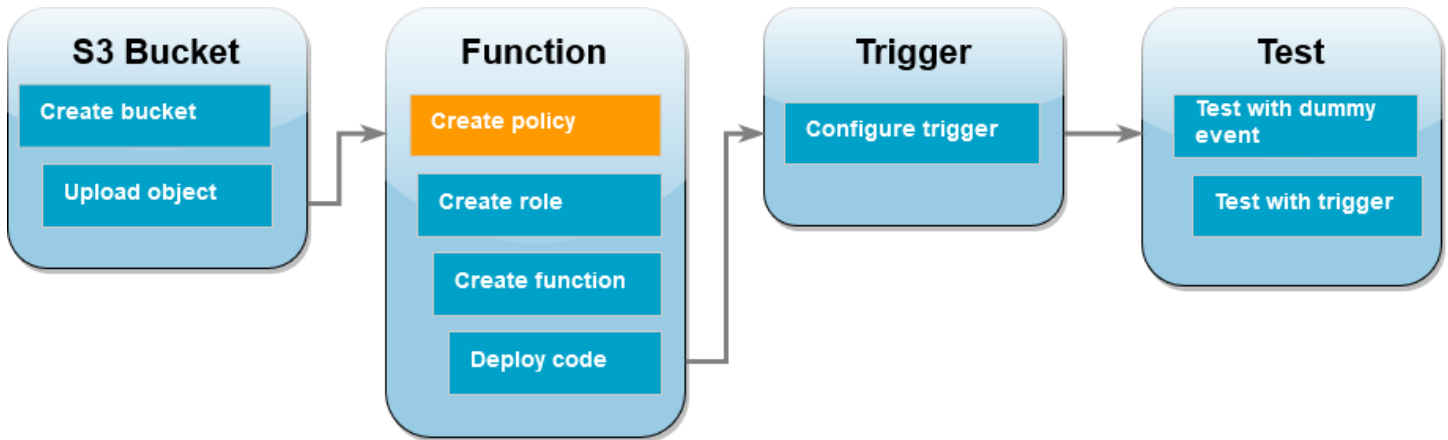 S3 Bucket
Create bucket
Upload object
Function
Create policy
Create role
Create function
Deploy code
Trigger
Configure trigger
Test
Test with dummy
event
Test with trigger